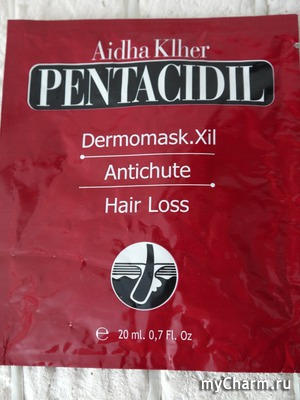 Aidha Klher
PENTACIDIL
Dermomask.Xil
Antichute
Hair Loss
℮ 20 ml. 0,7 Fl. Oz
myCharm.ru